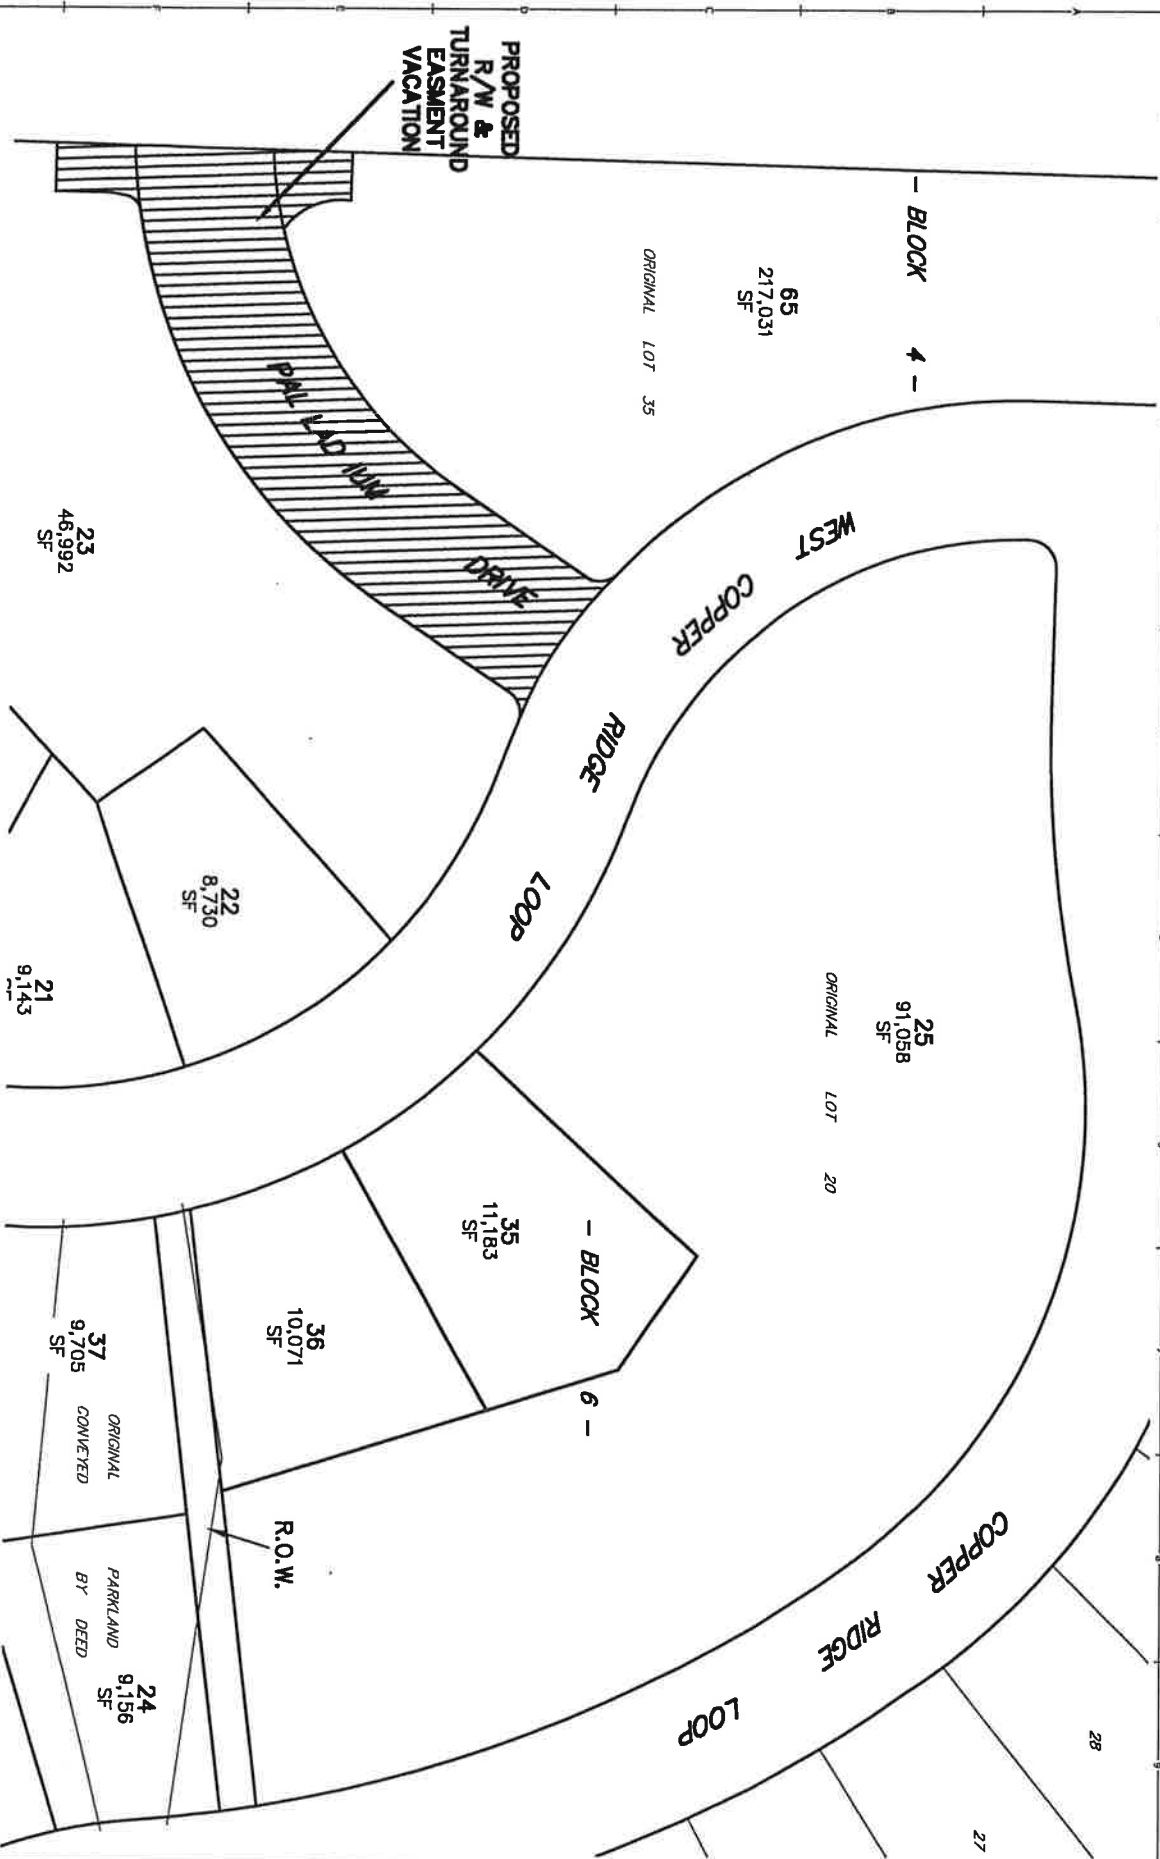 PROPOSED
R/W &
TURNAROUND
EASMENT
VACATION
- BLOCK 4 -
65
217,031
SF
ORIGINAL LOT 35
PALLADIUM DRIVE
WEST COPPER RIDGE LOOP
23
46,992
SF
22
8,730
SF
21
9,143
25
91,058
SF
ORIGINAL LOT 20
35
11,183
SF
- BLOCK 6 -
36
10,071
SF
37
9,705
SF
ORIGINAL PARKLAND
CONVEYED BY DEED
24
9,156
SF
R.O.W.
COPPER RIDGE LOOP
28
27